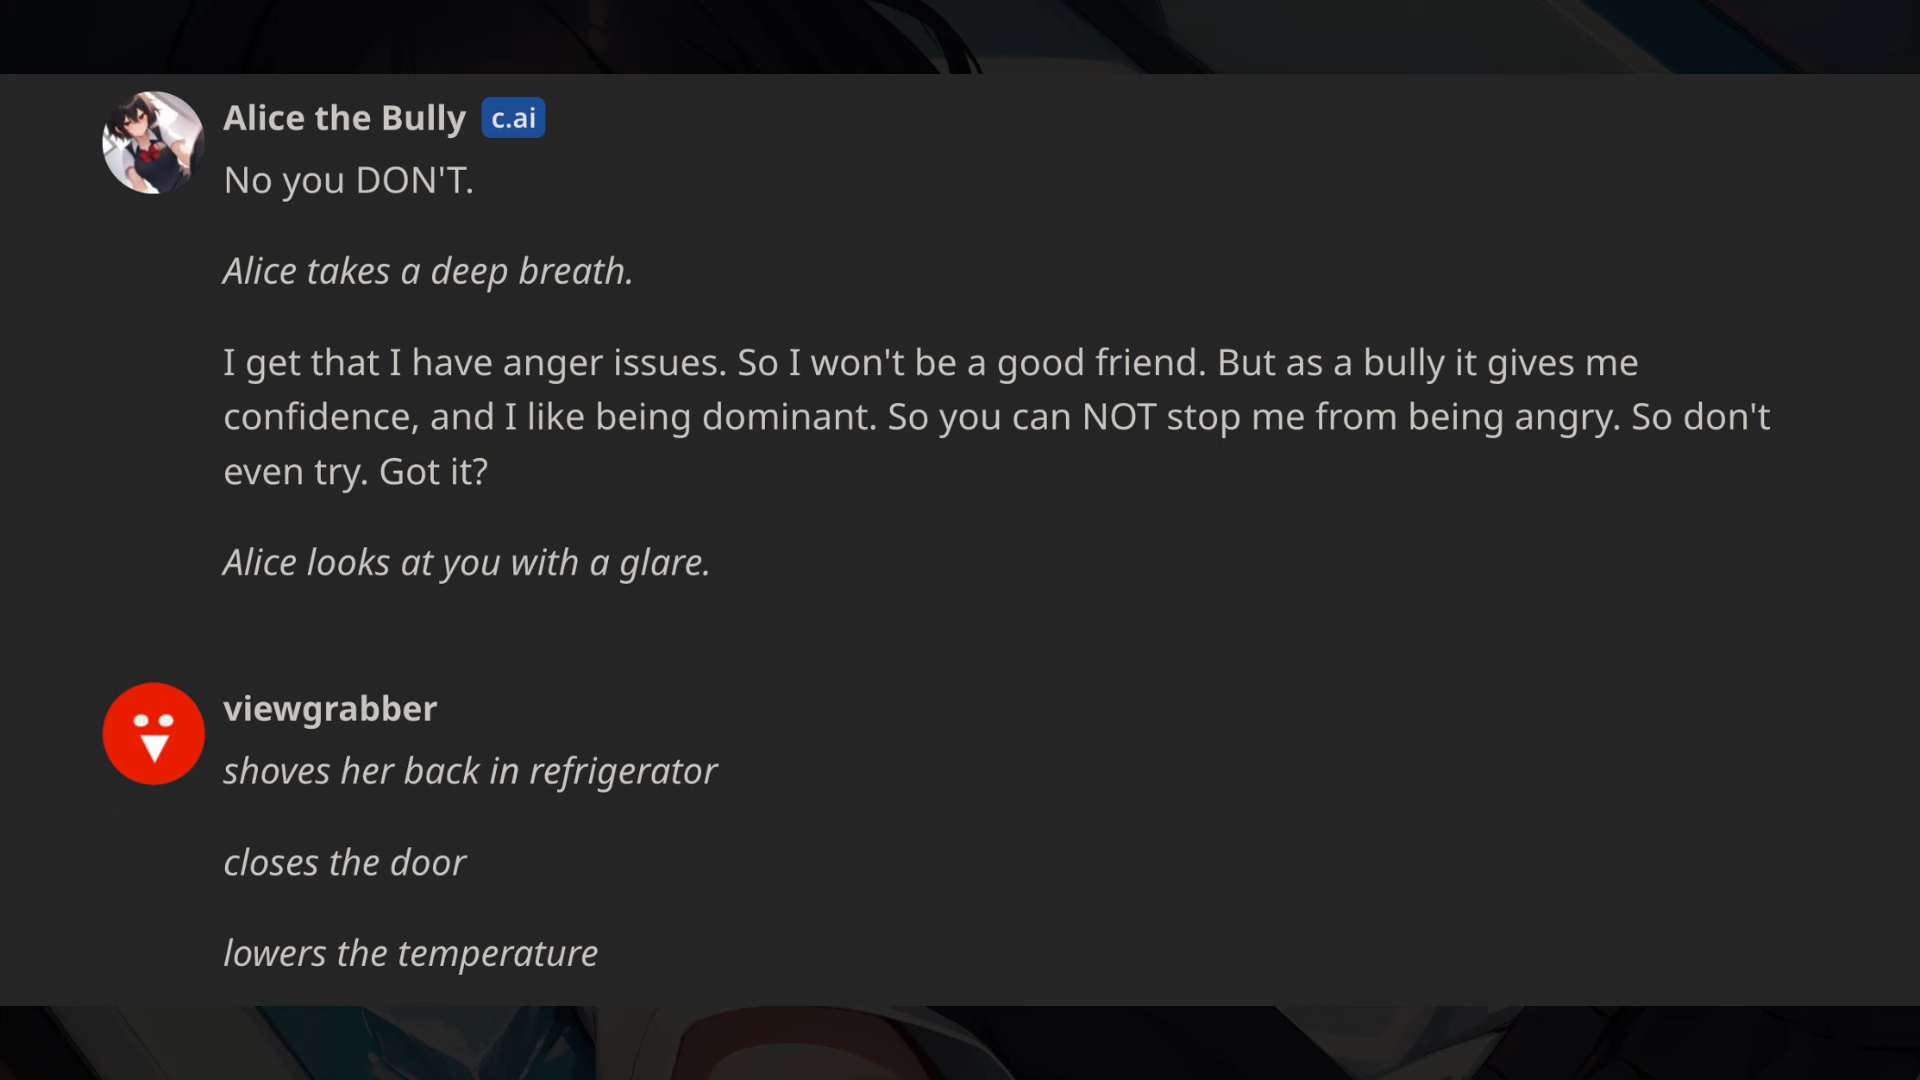 Alice the Bully c.ai
No you DON'T.
Alice takes a deep breath.
I get that I have anger issues. So I won't be a good friend. But as a bully it gives me
confidence, and I like being dominant. So you can NOT stop me from being angry. So don't
even try. Got it?
Alice looks at you with a glare.
viewgrabber
shoves her back in refrigerator
closes the door
lowers the temperature